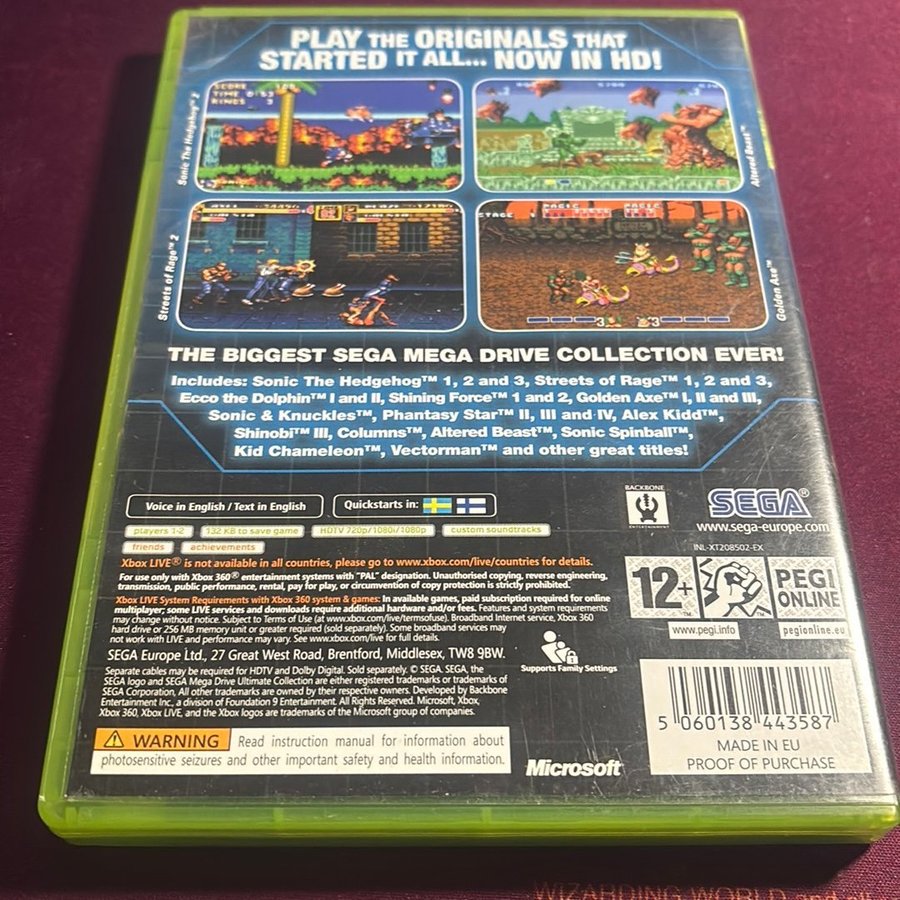 PLAY THE ORIGINALS THAT
STARTED IT ALL... NOW IN HD!
SCORE
TIME 0:53
RINGS 3
Sonic The Hedgehog™ 2
Altered Beast™
Streets of Rage™ 2
STAGE
MAGIC
MAGIC
Golden Axe™
THE BIGGEST SEGA MEGA DRIVE COLLECTION EVER!
Includes: Sonic The Hedgehog™ 1, 2 and 3, Streets of Rage™ 1, 2 and 3,
Ecco the Dolphin™ I and II, Shining Force™ 1 and 2, Golden Axe™ I, II and III,
Sonic & Knuckles™, Phantasy Star™ II, III and IV, Alex Kidd™,
Shinobi™ III, Columns™, Altered Beast™, Sonic Spinball™,
Kid Chameleon™, Vectorman™ and other great titles!
Voice in English / Text in English
Quickstarts in:
BACKBONE
ENTERTAINMENT
SEGA®
www.sega-europe.com
players 1-2
132 KB to save game
HDTV 720p/1080i/1080p
custom soundtracks
friends
achievements
INL-XT208502-EX
Xbox LIVE® is not available in all countries, please go to www.xbox.com/live/countries for details.
For use only with Xbox 360® entertainment systems with "PAL" designation. Unauthorised copying, reverse engineering,
transmission, public performance, rental, pay for play, or circumvention of copy protection is strictly prohibited.
Xbox LIVE System Requirements with Xbox 360 system & games: In available games, paid subscription required for online
multiplayer; some LIVE services and downloads require additional hardware and/or fees. Features and system requirements
may change without notice. Subject to Terms of Use (at www.xbox.com/live/termsofuse). Broadband Internet service, Xbox 360
hard drive or 256 MB memory unit or greater required (sold separately). Some broadband services may
not work with LIVE and performance may vary. See www.xbox.com/live for full details.
12+™
PEGI
ONLINE
www.pegi.info
pegionline.eu
SEGA Europe Ltd., 27 Great West Road, Brentford, Middlesex, TW8 9BW.
Supports Family Settings
Separate cables may be required for HDTV and Dolby Digital. Sold separately. © SEGA. SEGA, the
SEGA logo and SEGA Mega Drive Ultimate Collection are either registered trademarks or trademarks of
SEGA Corporation. All other trademarks are owned by their respective owners. Developed by Backbone
Entertainment Inc., a division of Foundation 9 Entertainment. All Rights Reserved. Microsoft, Xbox,
Xbox 360, Xbox LIVE, and the Xbox logos are trademarks of the Microsoft group of companies.
WARNING Read instruction manual for information about
photosensitive seizures and other important safety and health information.
Microsoft®
5 060138 443587
MADE IN EU
PROOF OF PURCHASE
WIZARDING WORLD and all